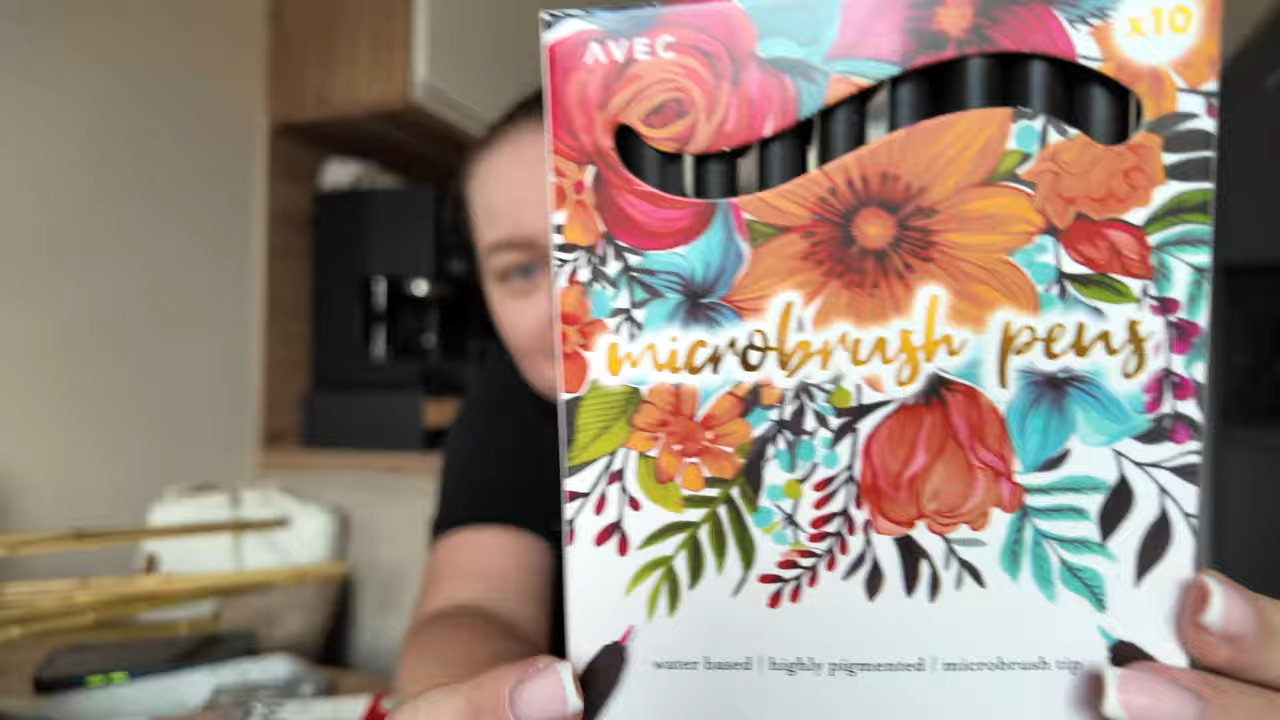 AVEC
x10
microbrush pens
water based | highly pigmented | microbrush tip